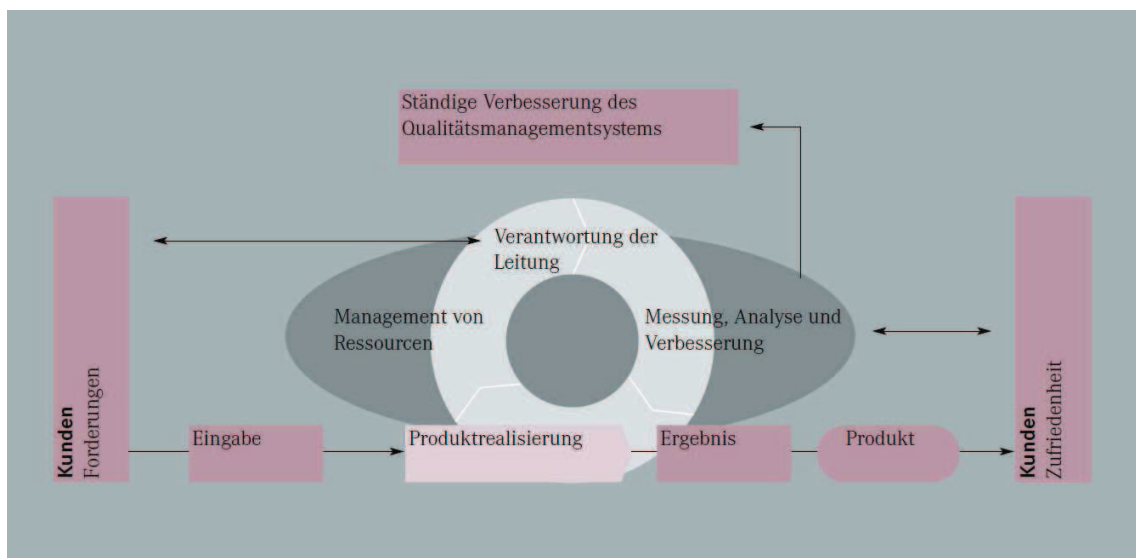 Ständige Verbesserung des
Qualitätsmanagementsystems
Verantwortung der
Leitung
Management von
Ressourcen
Messung, Analyse und
Verbesserung
Kunden
Forderungen
Eingabe
Produktrealisierung
Ergebnis
Produkt
Kunden
Zufriedenheit